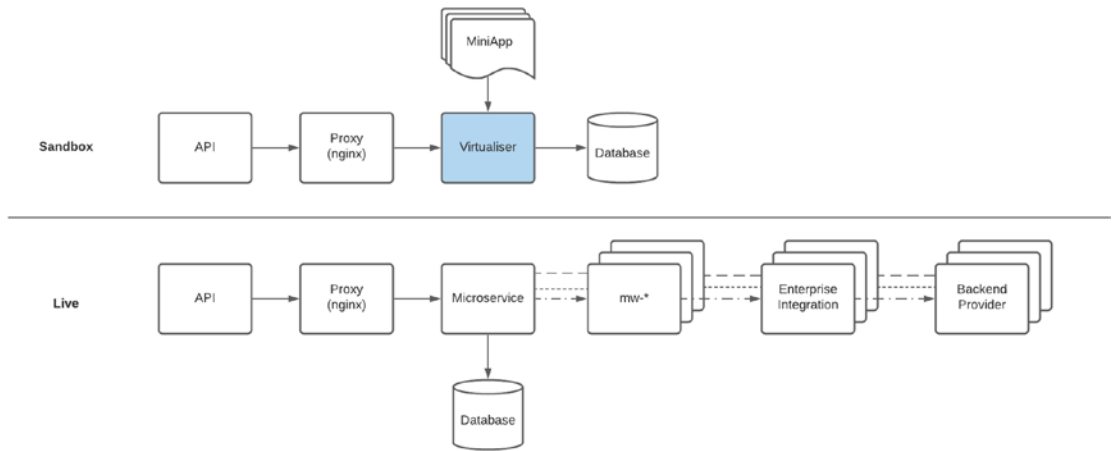 MiniApp
Sandbox
API
Proxy
(nginx)
Virtualiser
Database
Live
API
Proxy
(nginx)
Microservice
mw-*
Enterprise
Integration
Backend
Provider
Database